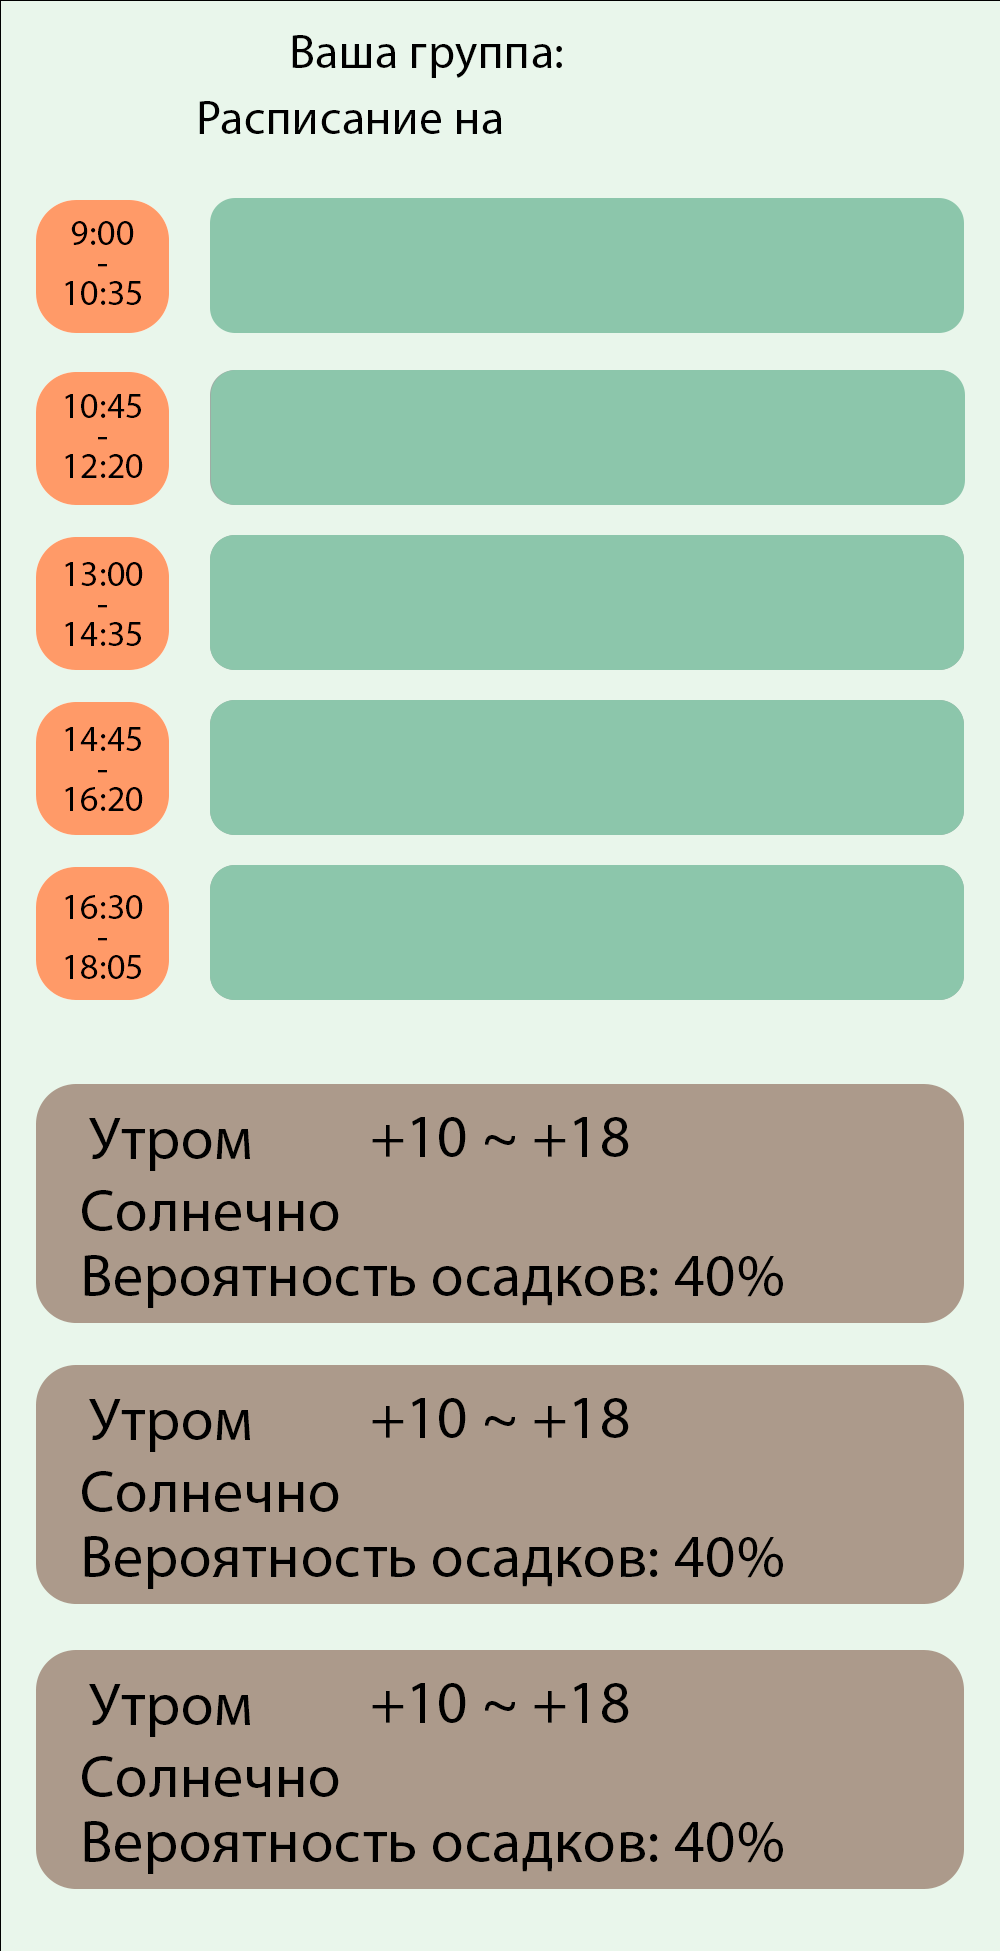 Ваша группа:
Расписание на
9:00
-
10:35
10:45
-
12:20
13:00
-
14:35
14:45
-
16:20
16:30
-
18:05
Утром +10 ~ +18
Солнечно
Вероятность осадков: 40%
Утром +10 ~ +18
Солнечно
Вероятность осадков: 40%
Утром +10 ~ +18
Солнечно
Вероятность осадков: 40%